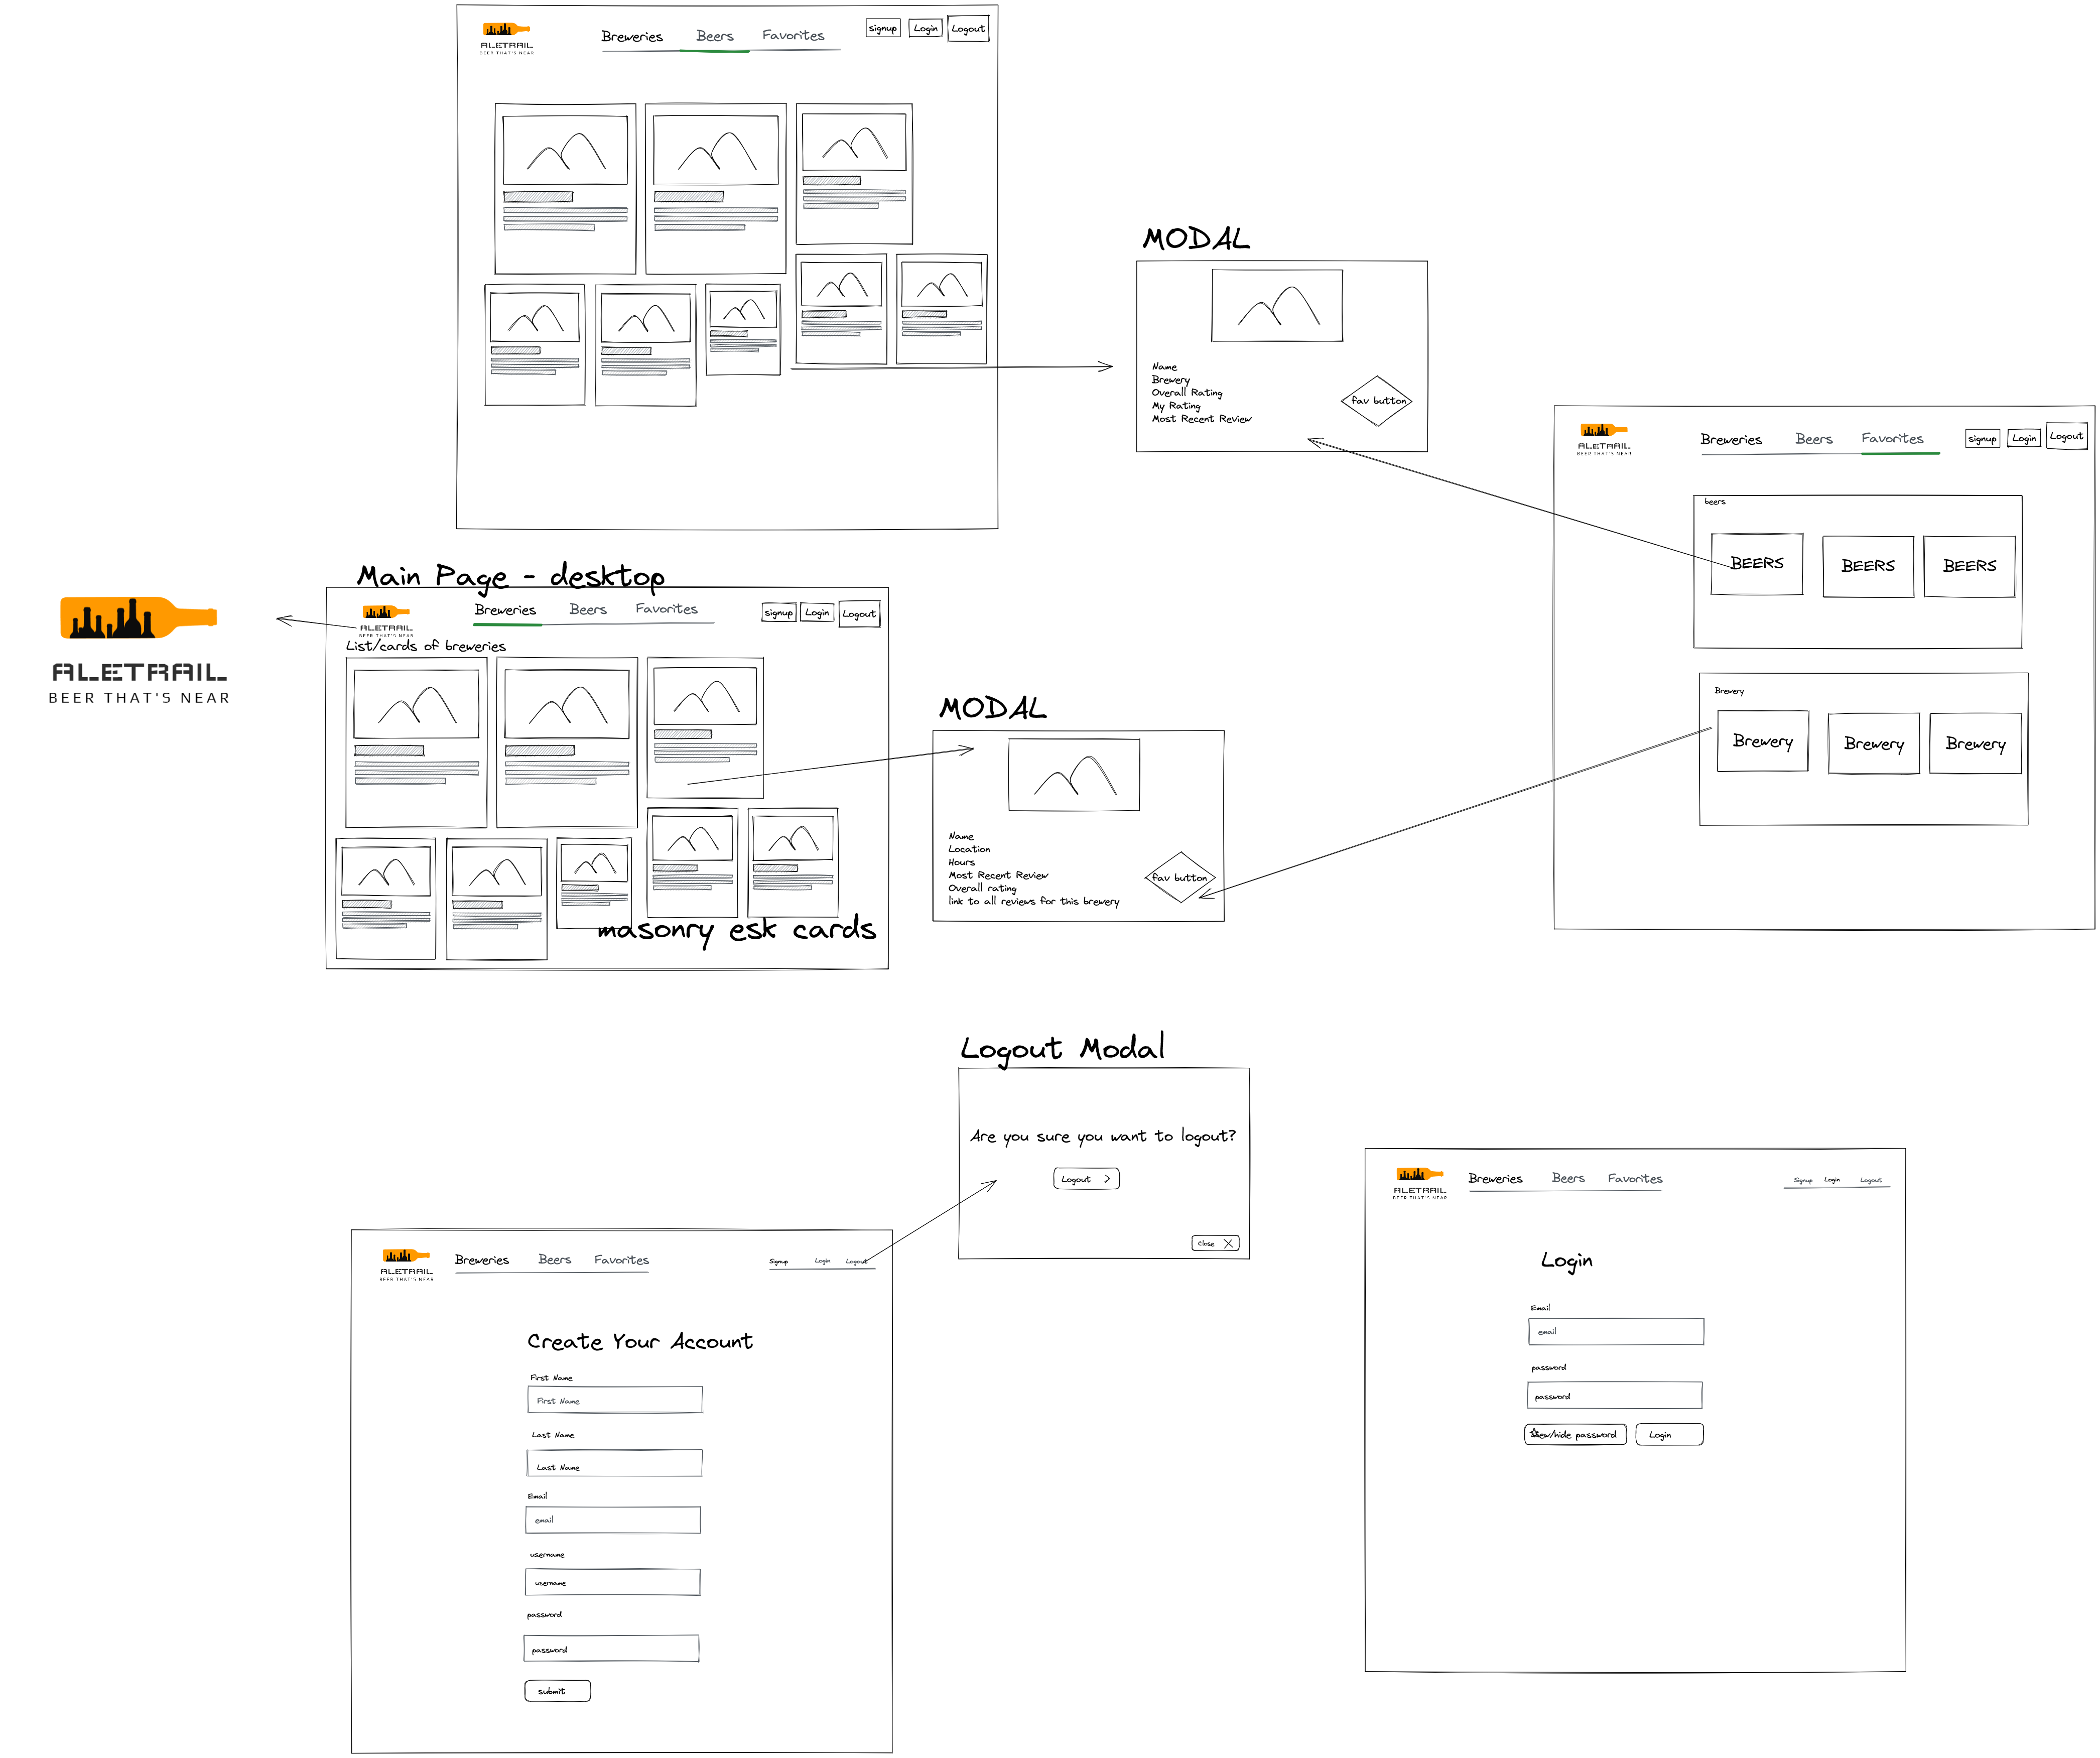 ALETRAIL
BEER THAT'S NEAR
Breweries
Beers
Favorites
signup
Login
Logout
MODAL
Name
Brewery
Overall Rating
My Rating
Most Recent Review
fav button
ALETRAIL
BEER THAT'S NEAR
Breweries
Beers
Favorites
signup
Login
Logout
beers
BEERS
BEERS
BEERS
Brewery
Brewery
Brewery
Brewery
ALETRAIL
BEER THAT'S NEAR
Main Page - desktop
ALETRAIL
BEER THAT'S NEAR
Breweries
Beers
Favorites
signup
Login
Logout
List/cards of breweries
masonry esk cards
MODAL
Name
Location
Hours
Most Recent Review
Overall rating
link to all reviews for this brewery
fav button
Logout Modal
Are you sure you want to logout?
Logout
close
ALETRAIL
BEER THAT'S NEAR
Breweries
Beers
Favorites
Signup
Login
Logout
Create Your Account
First Name
First Name
Last Name
Last Name
Email
email
username
username
password
password
submit
ALETRAIL
BEER THAT'S NEAR
Breweries
Beers
Favorites
Signup
Login
Logout
Login
Email
email
password
password
view/hide password
Login